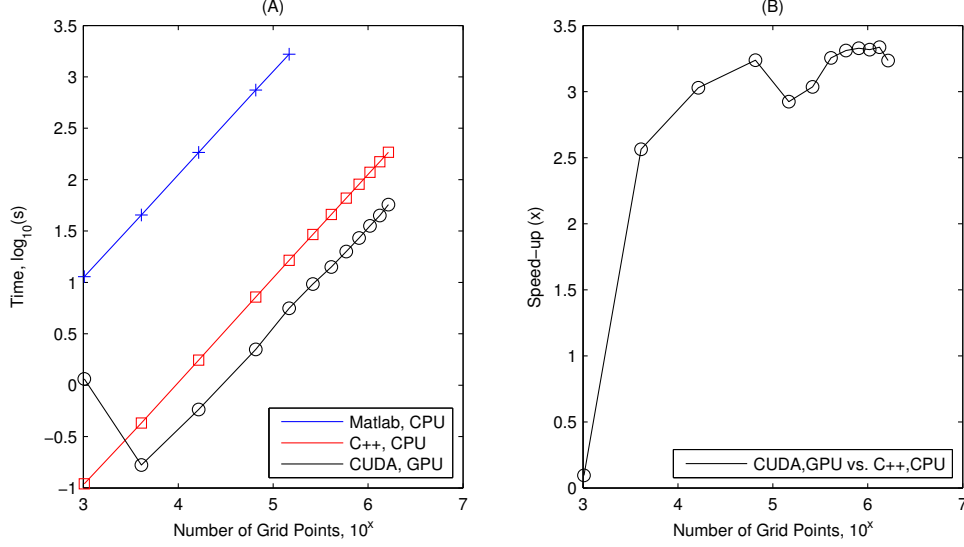 (A)
3.5
3
2.5
2
1.5
1
0.5
0
−0.5
−1
3
4
5
6
7
Time, log10(s)
Number of Grid Points, 10^x
Matlab, CPU
C++, CPU
CUDA, GPU
(B)
3.5
3
2.5
2
1.5
1
0.5
0
3
4
5
6
7
Speed−up (x)
Number of Grid Points, 10^x
CUDA,GPU vs. C++,CPU